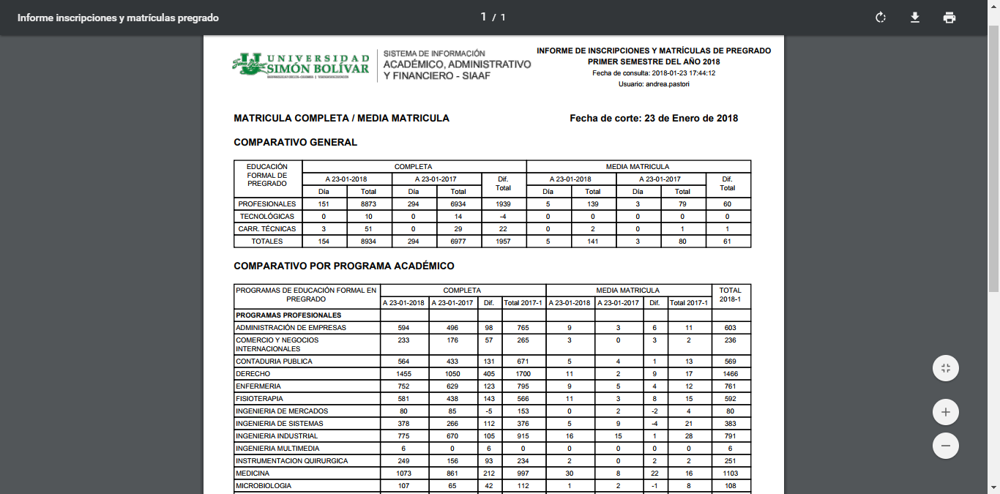 Informe inscripciones y matrículas pregrado
1 / 1
UNIVERSIDAD
SIMÓN BOLÍVAR
SISTEMA DE INFORMACIÓN
ACADÉMICO, ADMINISTRATIVO
Y FINANCIERO - SIAAF
INFORME DE INSCRIPCIONES Y MATRÍCULAS DE PREGRADO
PRIMER SEMESTRE DEL AÑO 2018
Fecha de consulta: 2018-01-23 17:44:12
Usuario: andrea.pastori
MATRICULA COMPLETA / MEDIA MATRICULA Fecha de corte: 23 de Enero de 2018
COMPARATIVO GENERAL
EDUCACIÓN FORMAL DE PREGRADO COMPLETA MEDIA MATRICULA
A 23-01-2018 A 23-01-2017 Dif. Total A 23-01-2018 A 23-01-2017 Dif. Total
Día Total Día Total Día Total Día Total
PROFESIONALES 151 8873 294 6934 1939 5 139 3 79 60
TECNOLÓGICAS 0 10 0 14 -4 0 0 0 0 0
CARR. TÉCNICAS 3 51 0 29 22 0 2 0 1 1
TOTALES 154 8934 294 6977 1957 5 141 3 80 61
COMPARATIVO POR PROGRAMA ACADÉMICO
PROGRAMAS DE EDUCACIÓN FORMAL EN PREGRADO COMPLETA MEDIA MATRICULA TOTAL 2018-1
A 23-01-2018 A 23-01-2017 Dif. Total 2017-1 A 23-01-2018 A 23-01-2017 Dif. Total 2017-1
PROGRAMAS PROFESIONALES
ADMINISTRACIÓN DE EMPRESAS 594 496 98 765 9 3 6 11 603
COMERCIO Y NEGOCIOS INTERNACIONALES 233 176 57 265 3 0 3 2 236
CONTADURIA PUBLICA 564 433 131 671 5 4 1 13 569
DERECHO 1455 1050 405 1700 11 2 9 17 1466
ENFERMERIA 752 629 123 795 9 5 4 12 761
FISIOTERAPIA 581 438 143 566 11 3 8 15 592
INGENIERIA DE MERCADOS 80 85 -5 153 0 2 -2 4 80
INGENIERIA DE SISTEMAS 378 266 112 376 5 9 -4 21 383
INGENIERIA INDUSTRIAL 775 670 105 915 16 15 1 28 791
INGENIERIA MULTIMEDIA 6 0 6 0 0 0 0 0 6
INSTRUMENTACION QUIRURGICA 249 156 93 234 2 0 2 2 251
MEDICINA 1073 861 212 997 30 8 22 16 1103
MICROBIOLOGIA 107 65 42 112 1 2 -1 8 108